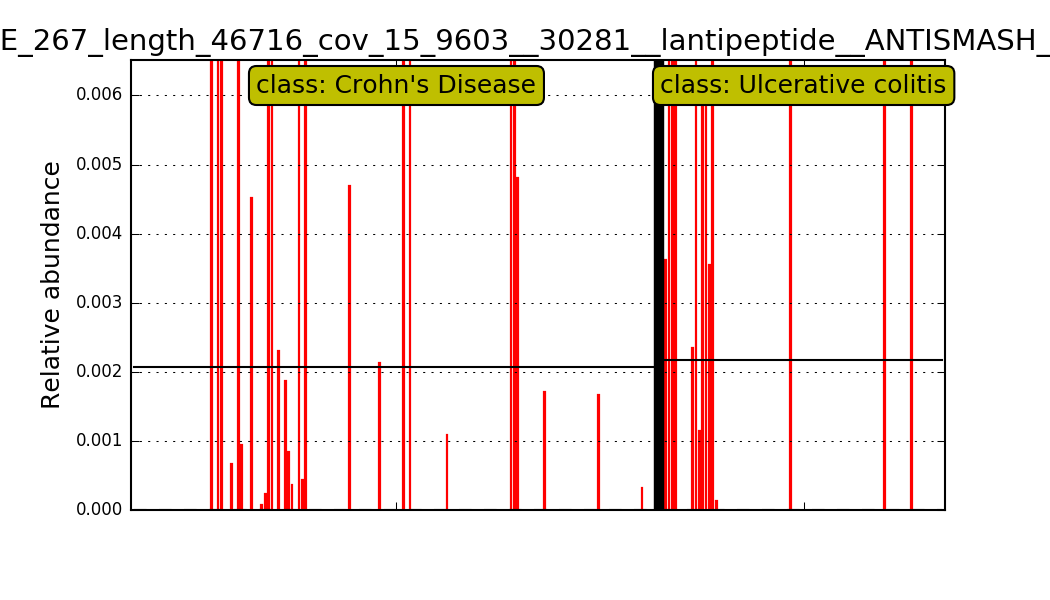 E_267_length_46716_cov_15_9603__30281__lantipeptide__ANTISMASH_
class: Crohn's Disease
class: Ulcerative colitis
0.006
0.005
0.004
0.003
0.002
0.001
0.000
Relative abundance